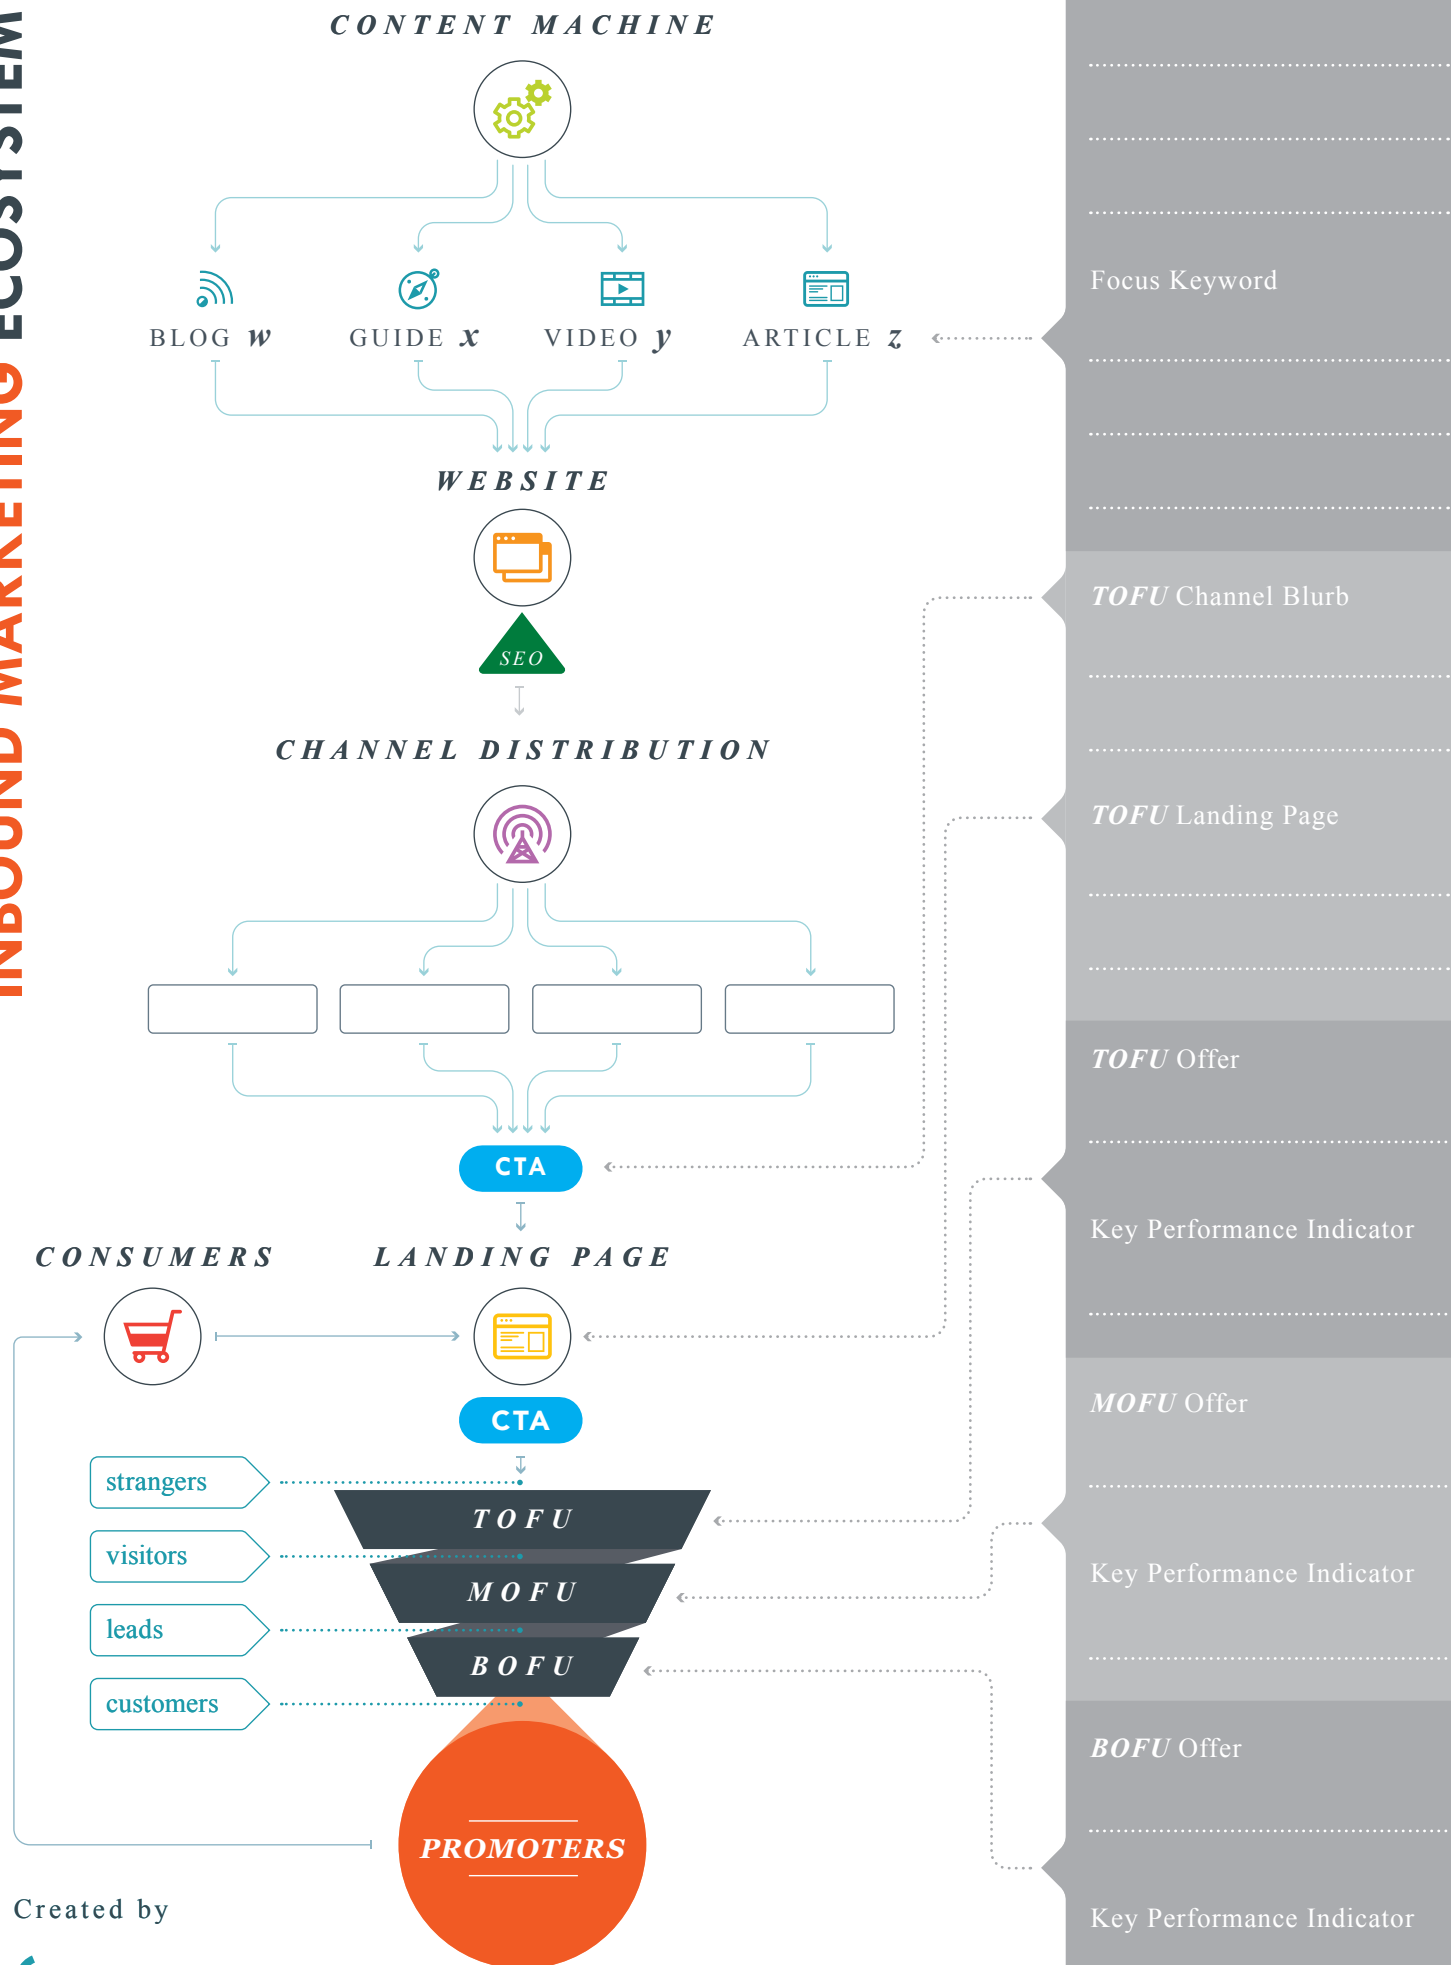 INBOUND MARKETING ECOSYSTEM
CONTENT MACHINE
BLOG w
GUIDE x
VIDEO y
ARTICLE z
WEBSITE
SEO
CHANNEL DISTRIBUTION
CTA
CONSUMERS
LANDING PAGE
CTA
strangers
visitors
leads
customers
TOFU
MOFU
BOFU
PROMOTERS
Created by
Focus Keyword
TOFU Channel Blurb
TOFU Landing Page
TOFU Offer
Key Performance Indicator
MOFU Offer
Key Performance Indicator
BOFU Offer
Key Performance Indicator